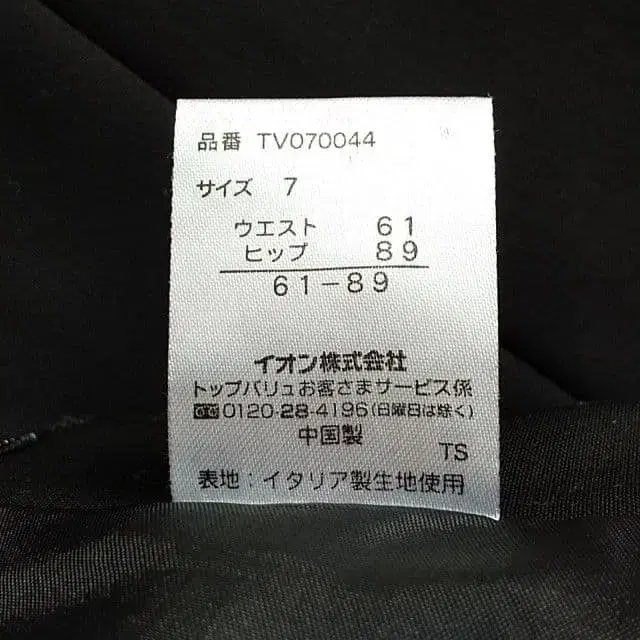 品番 TV070044
サイズ 7
ウエスト 61
ヒップ 89
61-89
イオン株式会社
トップバリュお客さまサービス係
0120-28-4196(日曜日は除く)
中国製
TS
表地:イタリア製生地使用